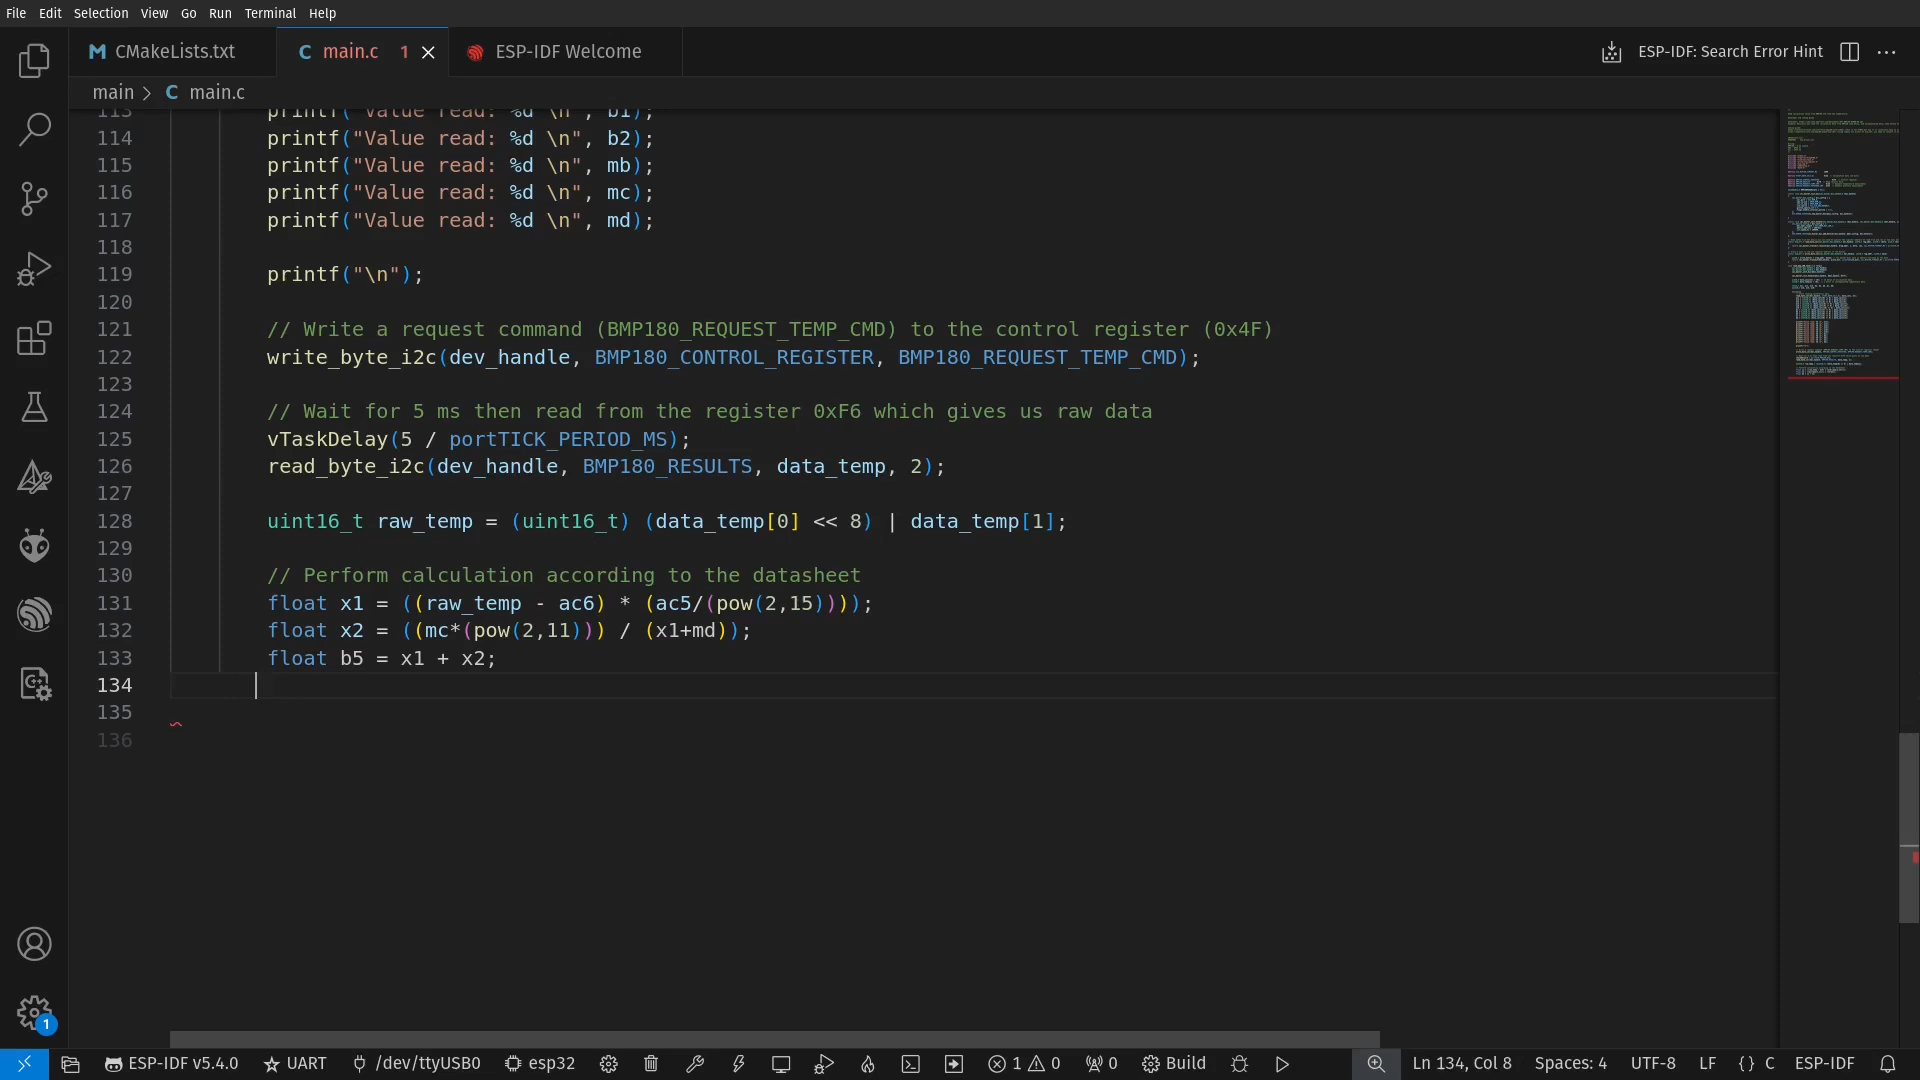 File Edit Selection View Go Run Terminal Help
CMakeLists.txt
main.c 1
ESP-IDF Welcome
ESP-IDF: Search Error Hint
main > C main.c
113 printf("Value read: %d \n", b1);
114 printf("Value read: %d \n", b2);
115 printf("Value read: %d \n", mb);
116 printf("Value read: %d \n", mc);
117 printf("Value read: %d \n", md);
118
119 printf("\n");
120
121 // Write a request command (BMP180_REQUEST_TEMP_CMD) to the control register (0x4F)
122 write_byte_i2c(dev_handle, BMP180_CONTROL_REGISTER, BMP180_REQUEST_TEMP_CMD);
123
124 // Wait for 5 ms then read from the register 0xF6 which gives us raw data
125 vTaskDelay(5 / portTICK_PERIOD_MS);
126 read_byte_i2c(dev_handle, BMP180_RESULTS, data_temp, 2);
127
128 uint16_t raw_temp = (uint16_t) (data_temp[0] << 8) | data_temp[1];
129
130 // Perform calculation according to the datasheet
131 float x1 = ((raw_temp - ac6) * (ac5/(pow(2,15))));
132 float x2 = ((mc*(pow(2,11))) / (x1+md));
133 float b5 = x1 + x2;
134
135
136
1
ESP-IDF v5.4.0 UART /dev/ttyUSB0 esp32 1 0 0 Build Ln 134, Col 8 Spaces: 4 UTF-8 LF {} C ESP-IDF